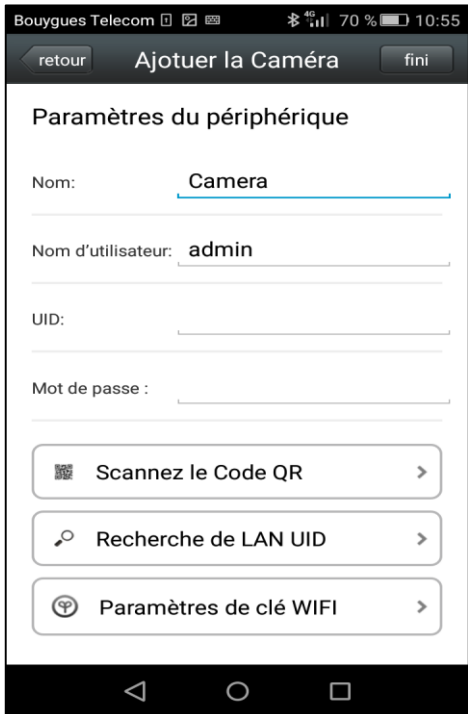 Bouygues Telecom 4G 70 % 10:55
retour Ajotuer la Caméra fini
Paramètres du périphérique
Nom: Camera
Nom d'utilisateur: admin
UID:
Mot de passe :
Scannez le Code QR >
Recherche de LAN UID >
Paramètres de clé WIFI >